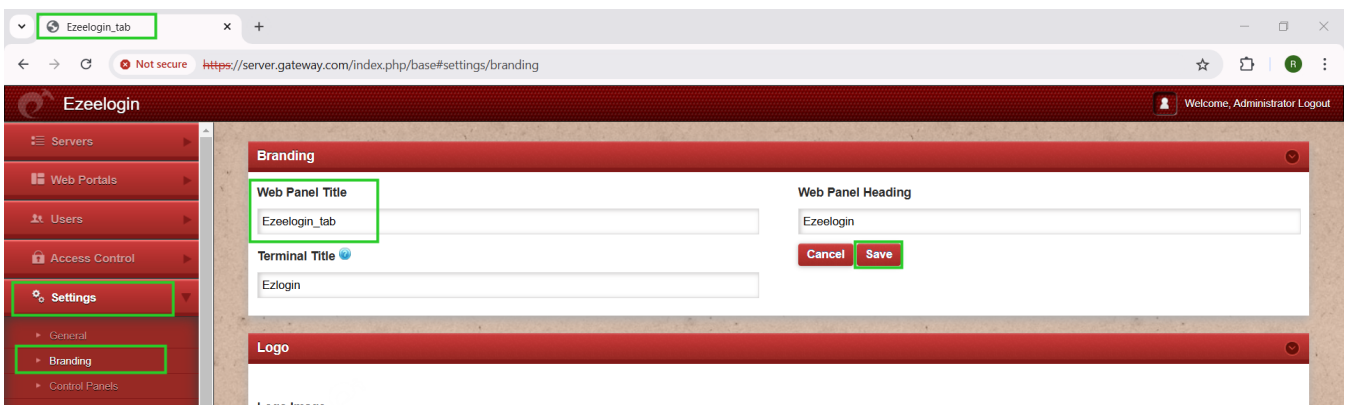 Ezeelogin_tab
Not secure https://server.gateway.com/index.php/base#settings/branding R
Ezeelogin
Welcome, Administrator Logout
Servers
Web Portals
Users
Access Control
Settings
General
Branding
Control Panels
Branding
Web Panel Title
Ezeelogin_tab
Terminal Title
Ezlogin
Web Panel Heading
Ezeelogin
Cancel Save
Logo
Logo Image